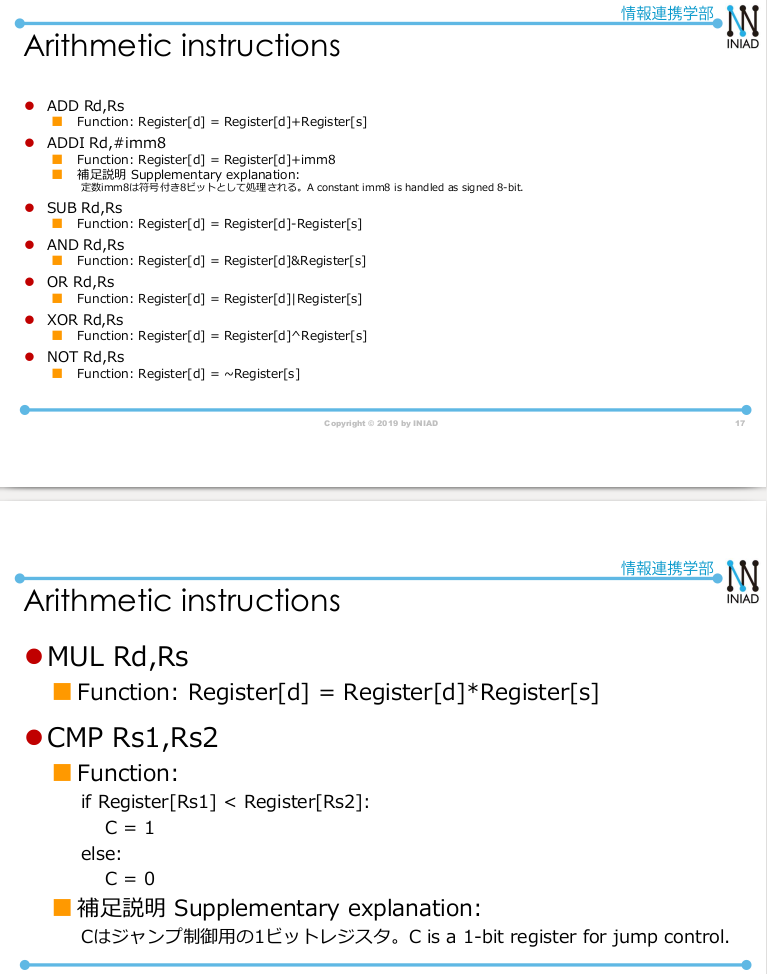 情報連携学部
INIAD
Arithmetic instructions
ADD Rd,Rs
Function: Register[d] = Register[d]+Register[s]
ADDI Rd,#imm8
Function: Register[d] = Register[d]+imm8
補足説明 Supplementary explanation:
定数imm8は符号付き8ビットとして処理される。A constant imm8 is handled as signed 8-bit.
SUB Rd,Rs
Function: Register[d] = Register[d]-Register[s]
AND Rd,Rs
Function: Register[d] = Register[d]&Register[s]
OR Rd,Rs
Function: Register[d] = Register[d]|Register[s]
XOR Rd,Rs
Function: Register[d] = Register[d]^Register[s]
NOT Rd,Rs
Function: Register[d] = ~Register[s]
Copyright © 2019 by INIAD
17
情報連携学部
INIAD
Arithmetic instructions
MUL Rd,Rs
Function: Register[d] = Register[d]*Register[s]
CMP Rs1,Rs2
Function:
if Register[Rs1] < Register[Rs2]:
C = 1
else:
C = 0
補足説明 Supplementary explanation:
Cはジャンプ制御用の1ビットレジスタ。C is a 1-bit register for jump control.